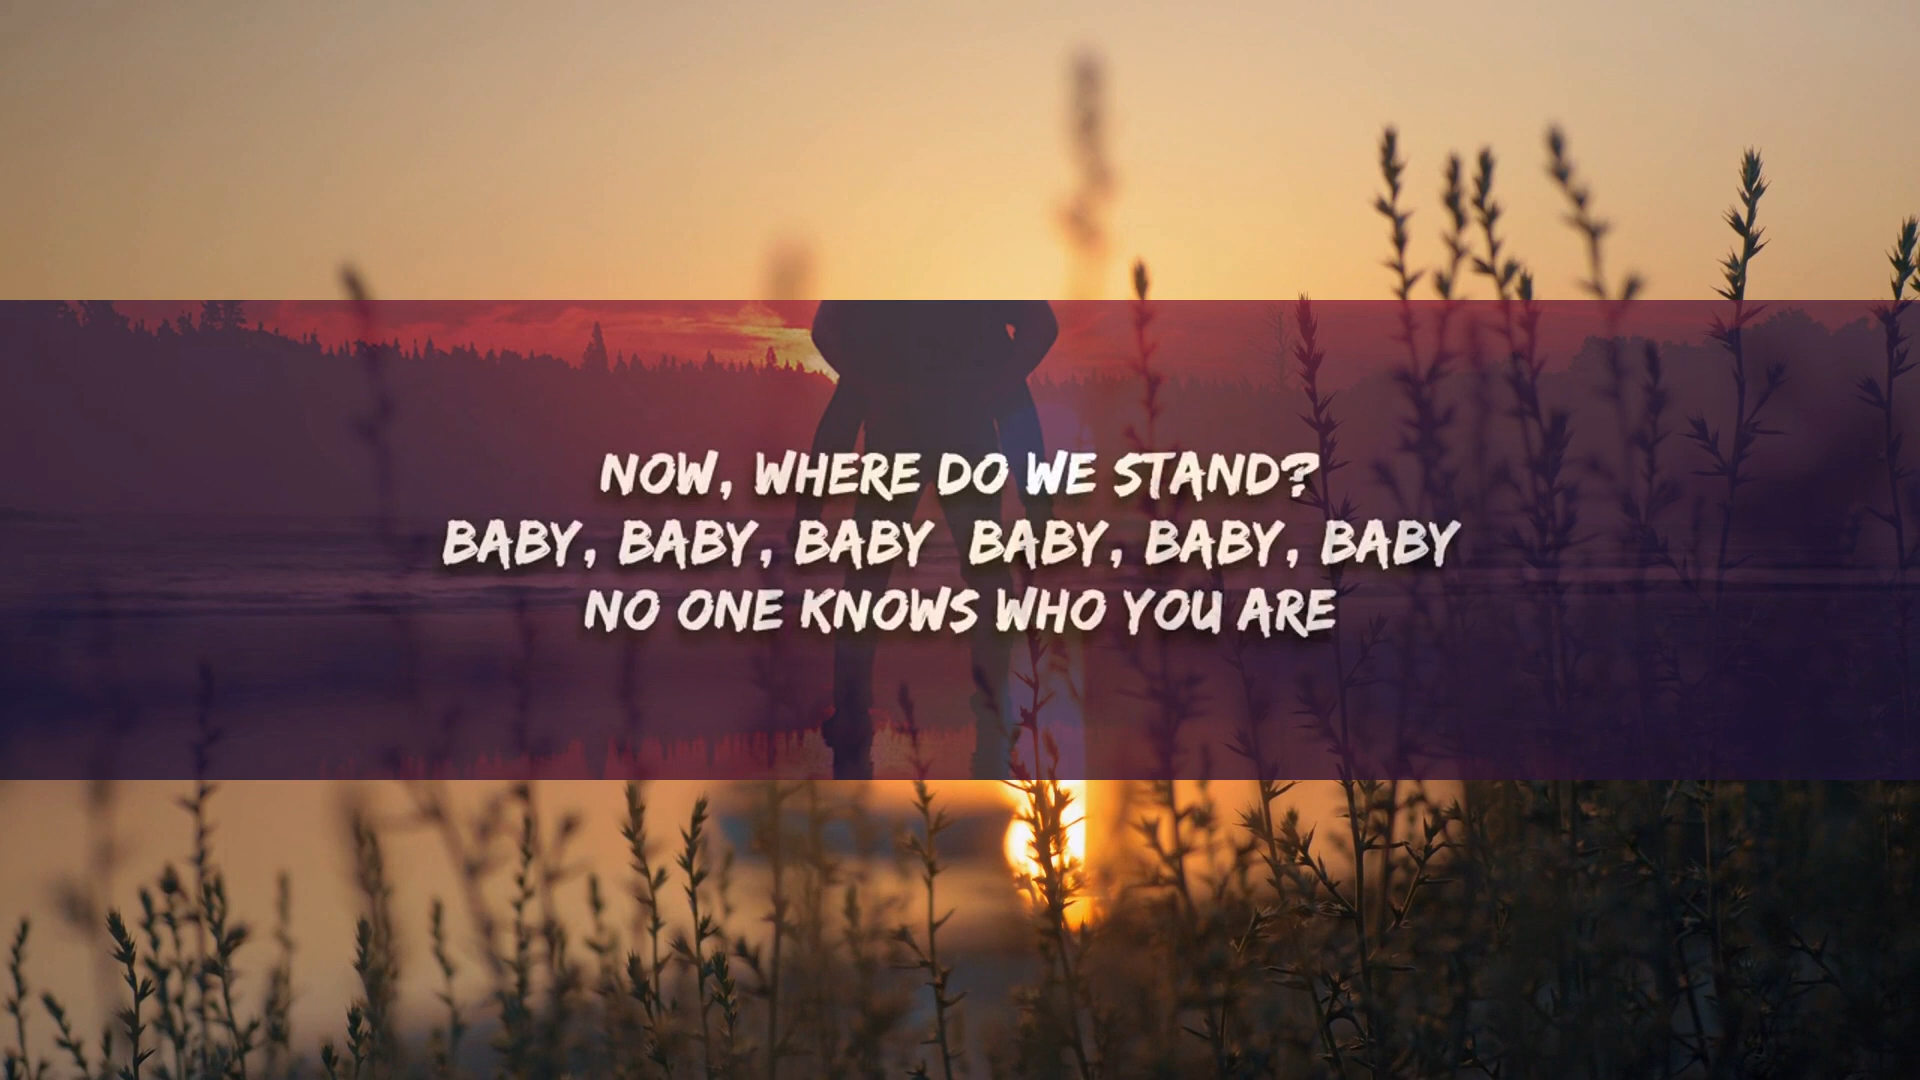 NOW, WHERE DO WE STAND?
BABY, BABY, BABY BABY, BABY, BABY
NO ONE KNOWS WHO YOU ARE